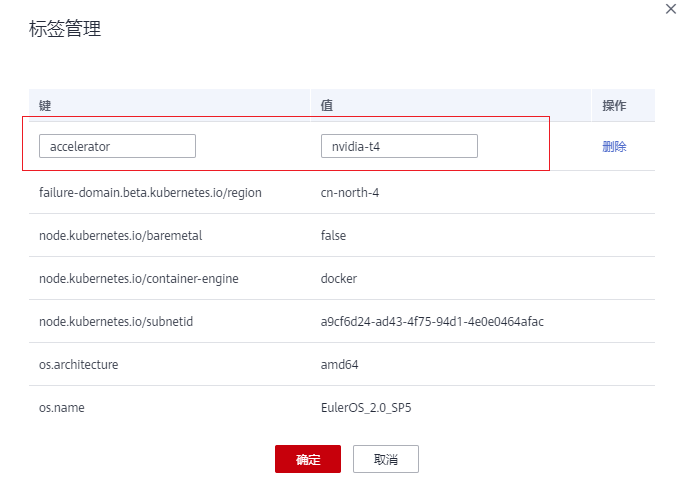 标签管理
键 值 操作
accelerator nvidia-t4 删除
failure-domain.beta.kubernetes.io/region cn-north-4
node.kubernetes.io/baremetal false
node.kubernetes.io/container-engine docker
node.kubernetes.io/subnetid a9cf6d24-ad43-4f75-94d1-4e0e0464afac
os.architecture amd64
os.name EulerOS_2.0_SP5
确定 取消